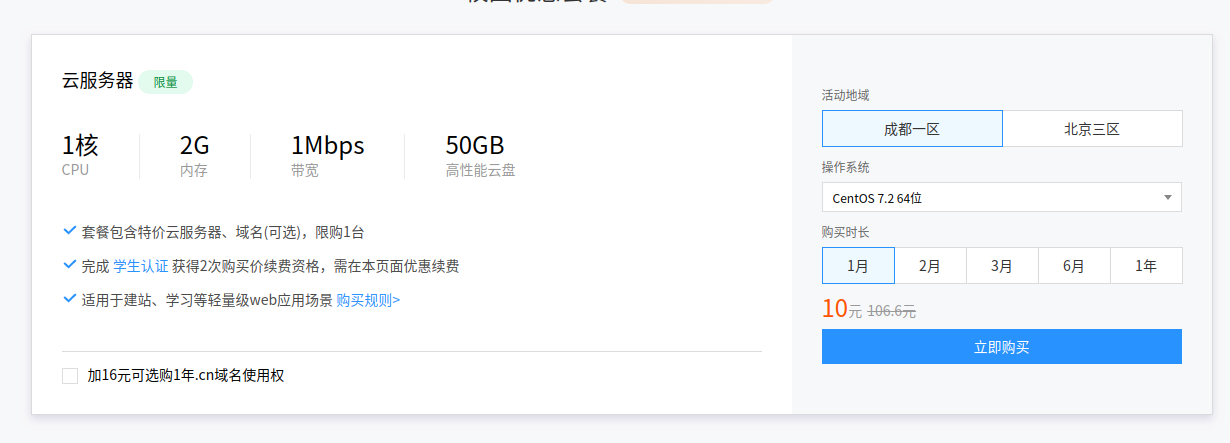 云服务器 限量
1核 2G 1Mbps 50GB
CPU 内存 带宽 高性能云盘
套餐包含特价云服务器、域名(可选)，限购1台
完成 学生认证 获得2次购买价续费资格，需在本页面优惠续费
适用于建站、学习等轻量级web应用场景 购买规则>
加16元可选购1年.cn域名使用权
活动地域
成都一区 北京三区
操作系统
CentOS 7.2 64位
购买时长
1月 2月 3月 6月 1年
10元 106.6元
立即购买